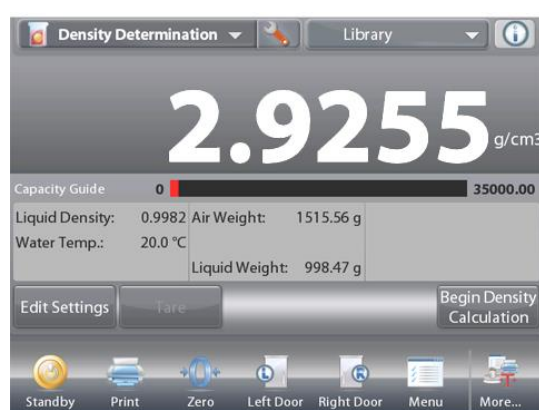 Density Determination Library
2.9255 g/cm3
Capacity Guide 0 35000.00
Liquid Density: 0.9982 Air Weight: 1515.56 g
Water Temp.: 20.0 °C
Liquid Weight: 998.47 g
Edit Settings Tare Begin Density
Calculation
Standby Print Zero Left Door Right Door Menu More...